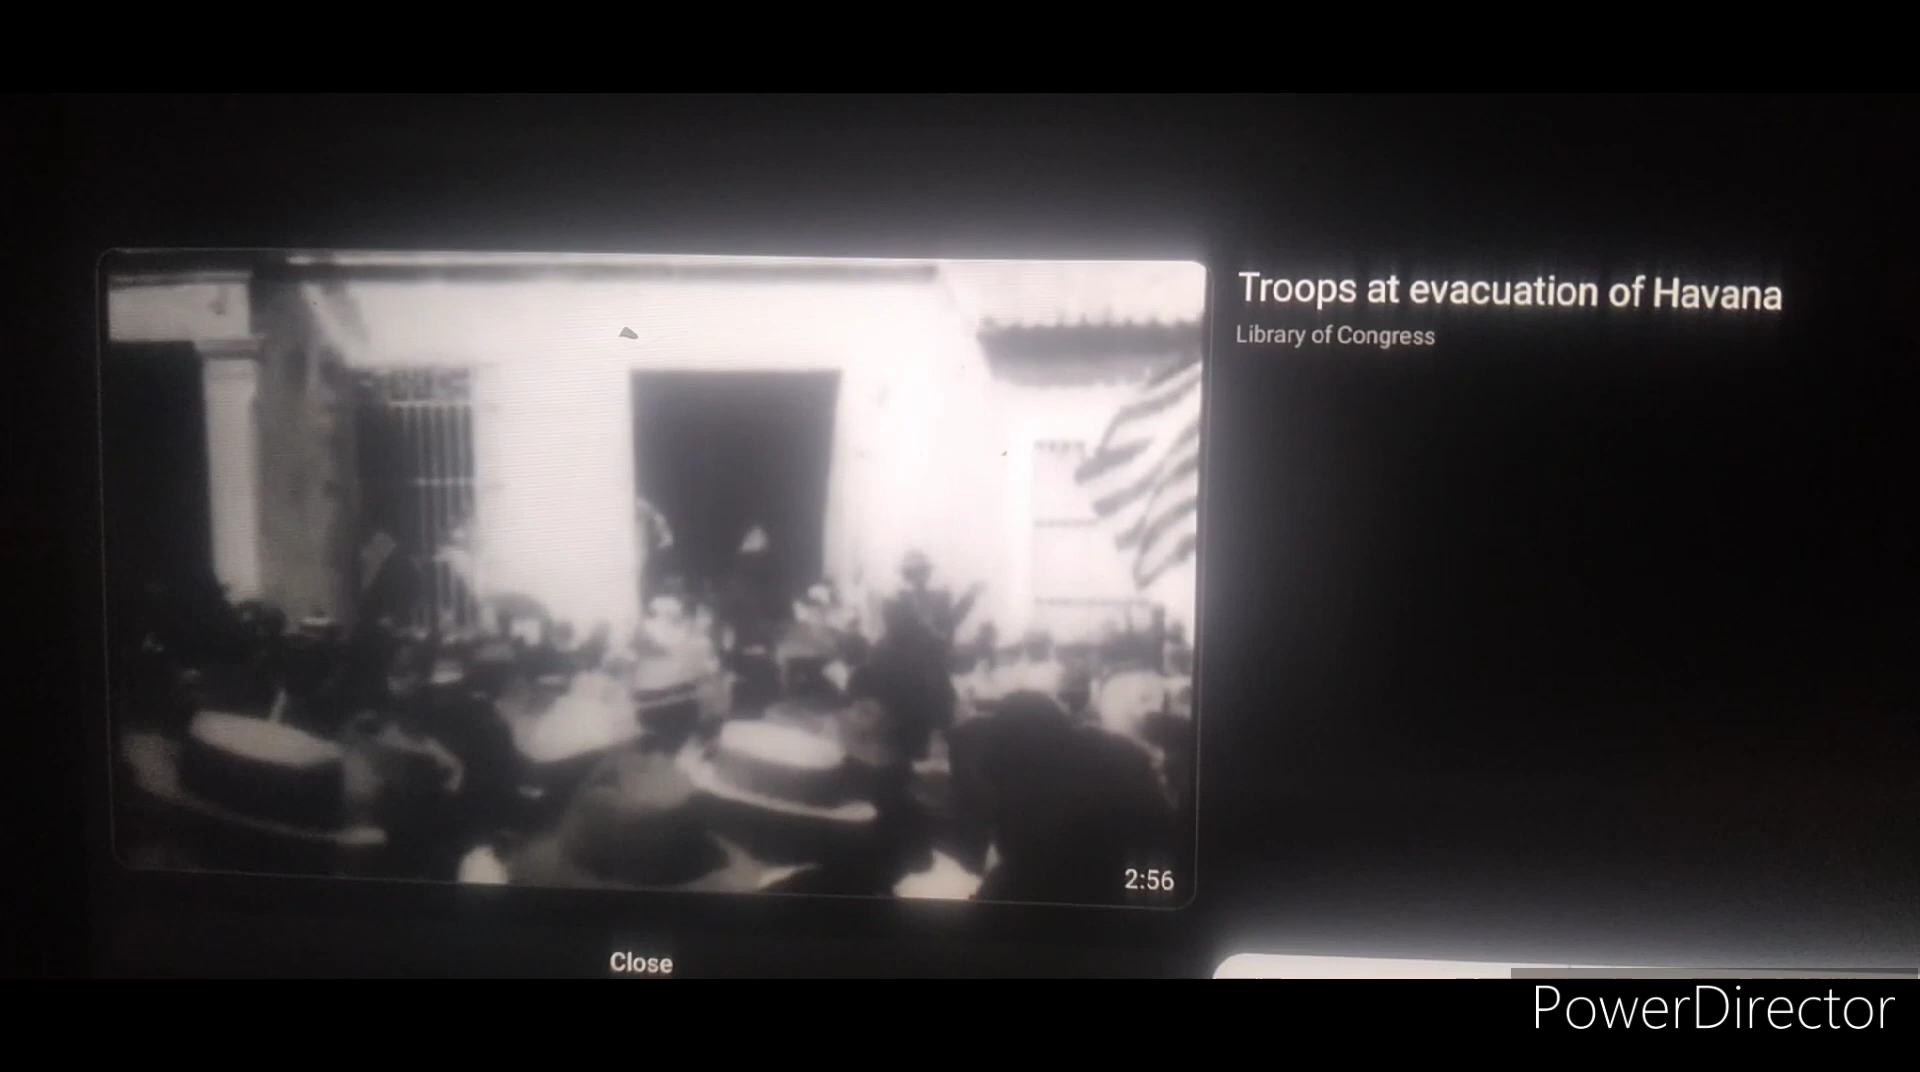 Troops at evacuation of Havana
Library of Congress
2:56
Close
PowerDirector